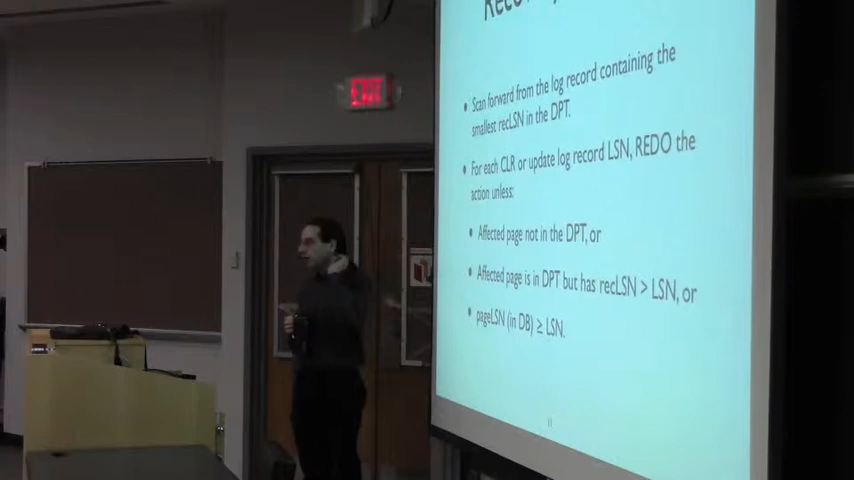 EXIT
• Scan forward from the log record containing the
smallest recLSN in the DPT.
• For each CLR or update log record LSN, REDO the
action unless:
• Affected page not in the DPT, or
• Affected page is in DPT but has recLSN > LSN, or
• pageLSN (in DB) ≥ LSN.